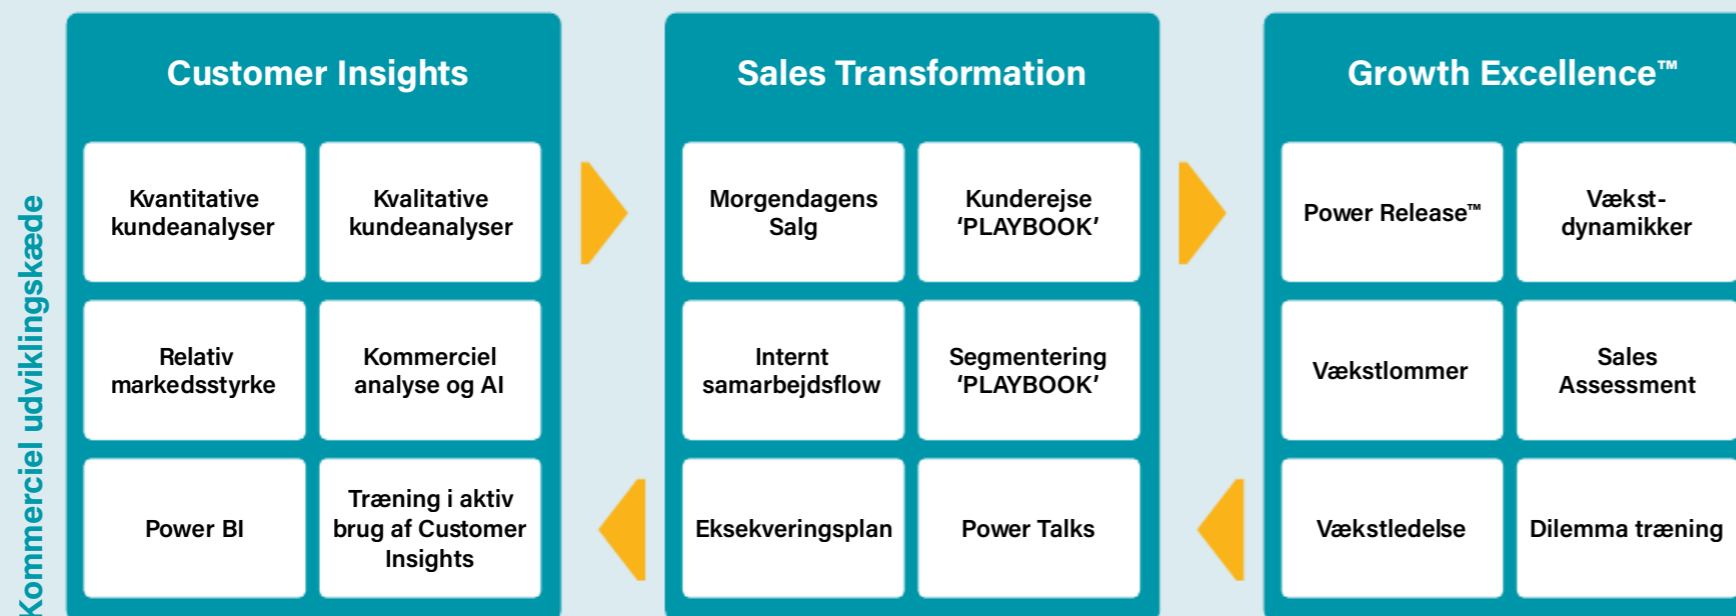 Kommerciel udviklingskæde
Customer Insights
Kvantitative
kundeanalyser
Kvalitative
kundeanalyser
Relativ
markedsstyrke
Kommerciel
analyse og AI
Power BI
Træning i aktiv
brug af Customer
Insights
Sales Transformation
Morgendagens
Salg
Kunderejse
‘PLAYBOOK’
Internt
samarbejdsflow
Segmentering
‘PLAYBOOK’
Eksekveringsplan
Power Talks
Growth Excellence™
Power Release™
Vækst-
dynamikker
Vækstlommer
Sales
Assessment
Vækstledelse
Dilemma træning